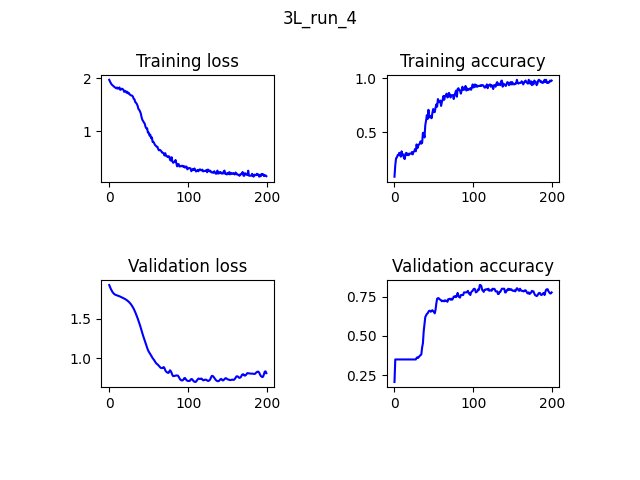 3L_run_4
Training loss
Training accuracy
2
1
0 100 200
1.0
0.5
0 100 200
Validation loss
Validation accuracy
1.5
1.0
0 100 200
0.75
0.50
0.25
0 100 200